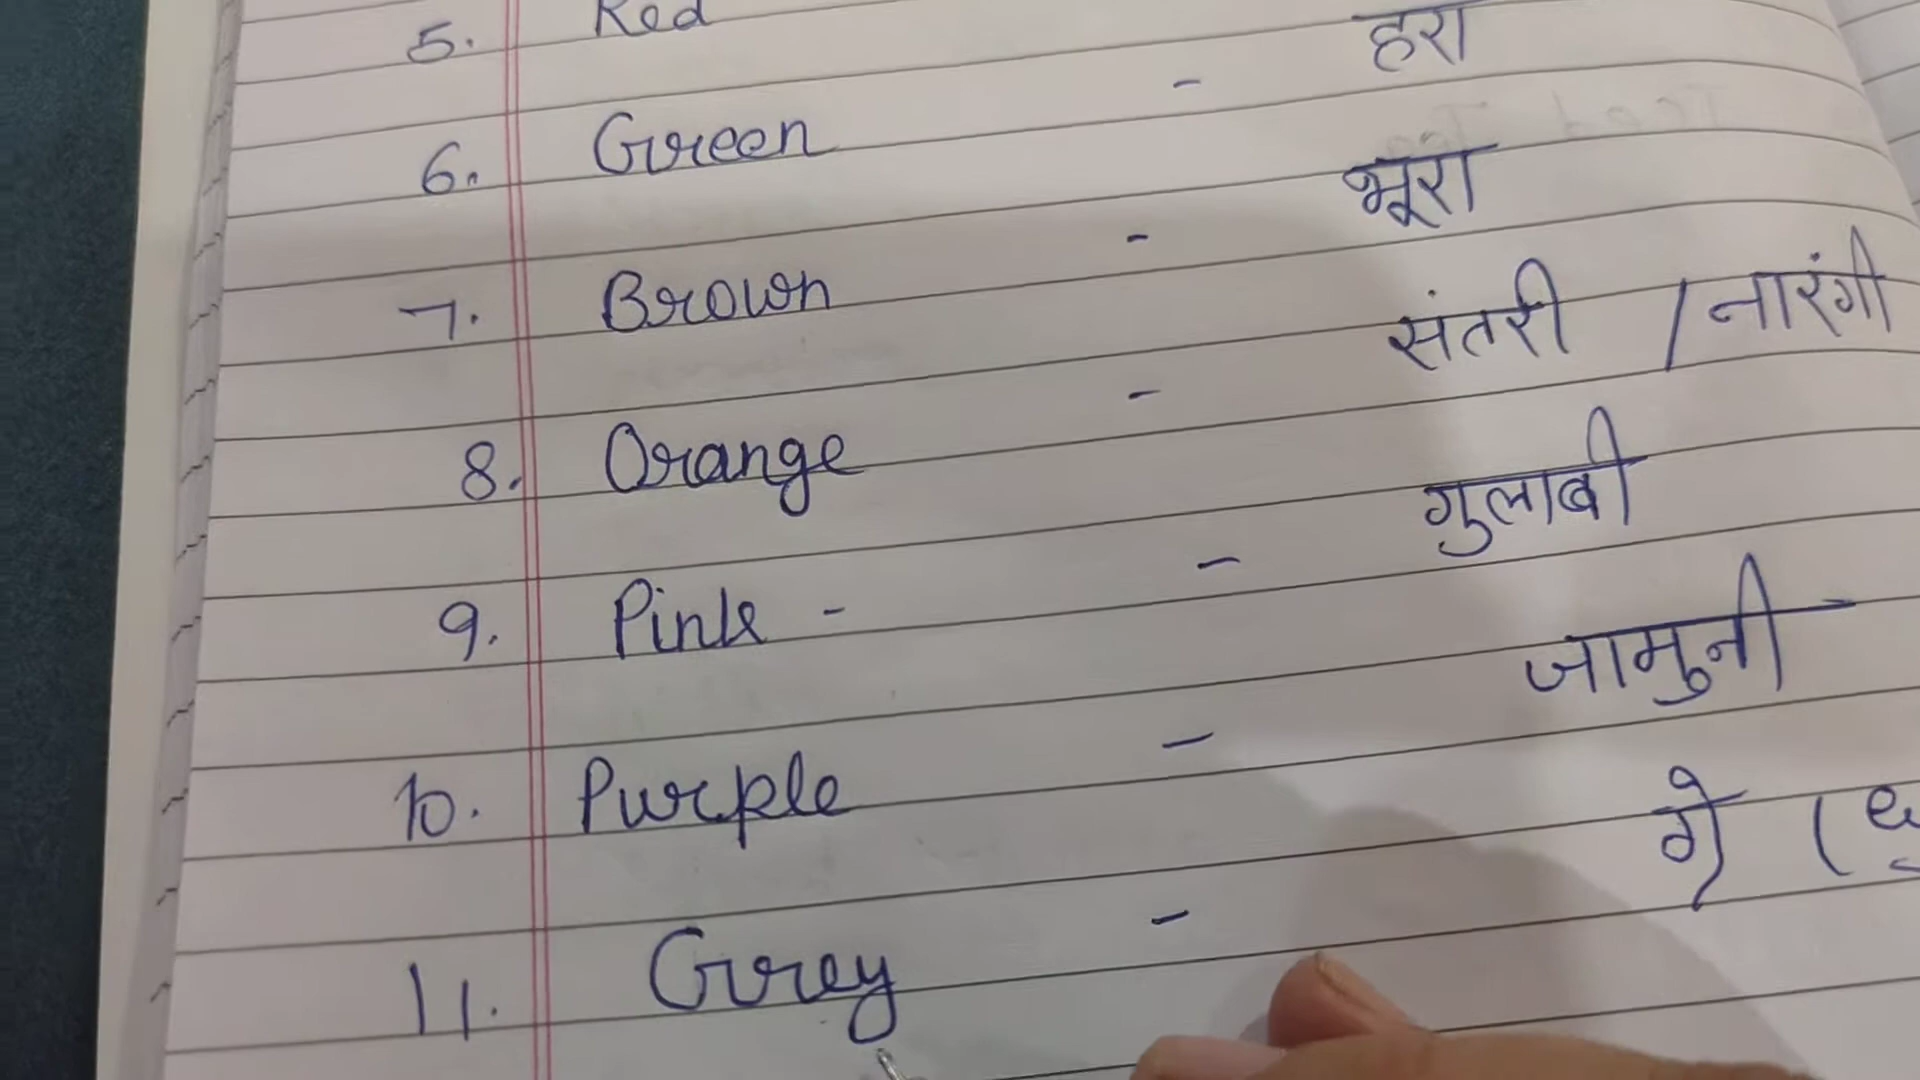 5. Red
6. Green - हरा
7. Brown - भूरा
8. Orange - संतरी / नारंगी
9. Pink - - गुलाबी
10. Purple - जामुनी
11. Grey - ग्रे (